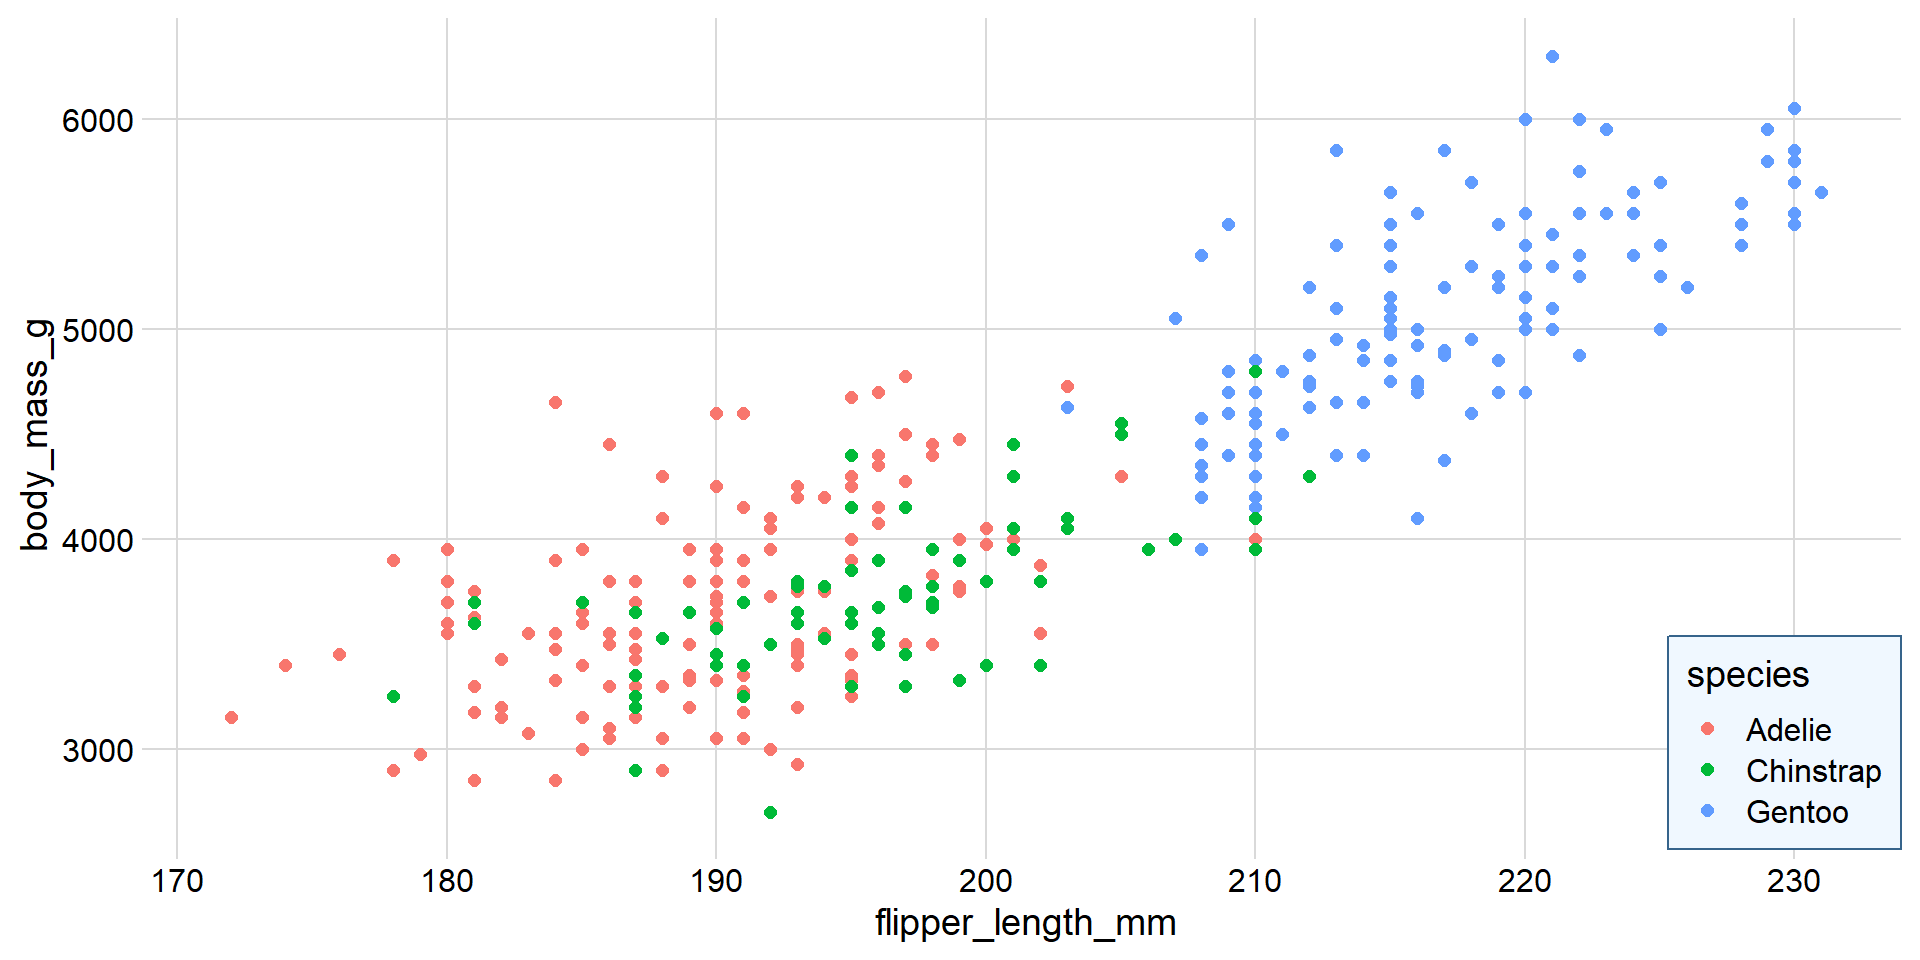 6000
5000
4000
3000
body_mass_g
170 180 190 200 210 220 230
flipper_length_mm
species
Adelie
Chinstrap
Gentoo